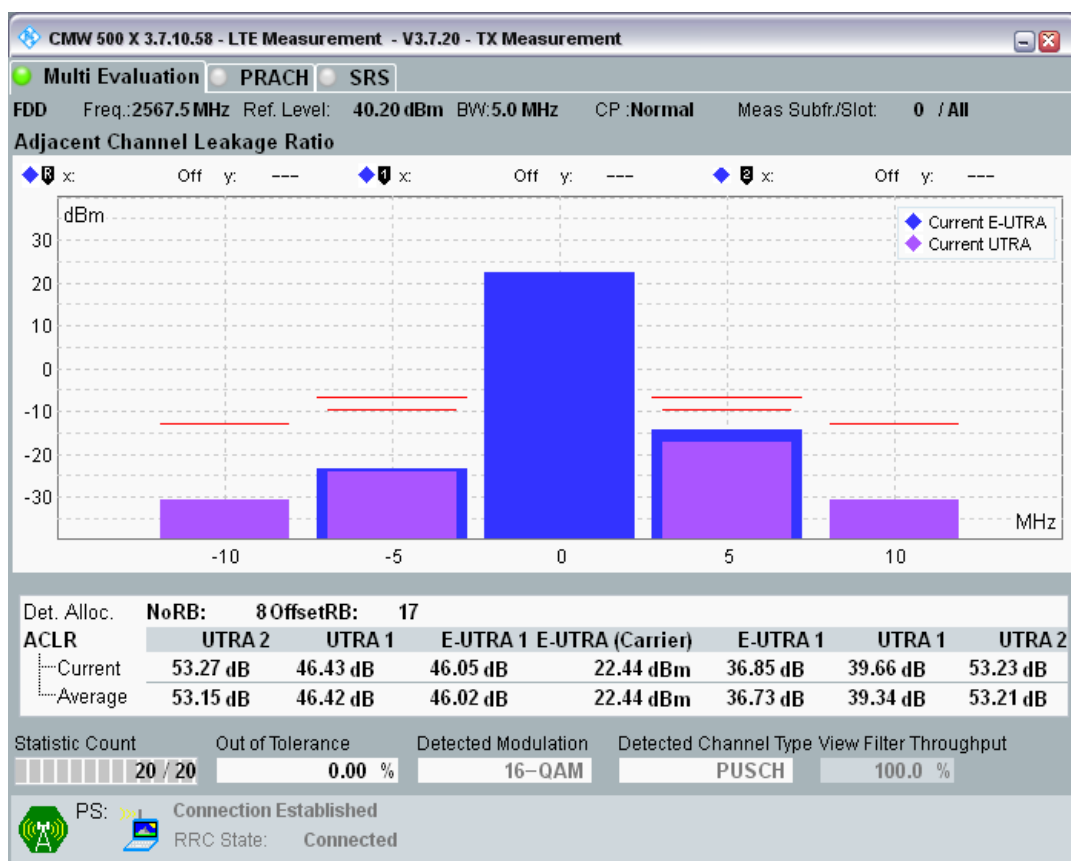 CMW 500 X 3.7.10.58 - LTE Measurement - V3.7.20 - TX Measurement
Multi Evaluation PRACH SRS
FDD Freq.:2567.5 MHz Ref. Level: 40.20 dBm BW:5.0 MHz CP :Normal Meas Subfr./Slot: 0 / All
Adjacent Channel Leakage Ratio
R x: Off y: --- 1 x: Off y: --- 2 x: Off y: ---
dBm
Current E-UTRA
Current UTRA
30
20
10
0
-10
-20
-30
MHz
-10 -5 0 5 10
Det. Alloc. NoRB: 8 OffsetRB: 17
ACLR UTRA 2 UTRA 1 E-UTRA 1 E-UTRA (Carrier) E-UTRA 1 UTRA 1 UTRA 2
Current 53.27 dB 46.43 dB 46.05 dB 22.44 dBm 36.85 dB 39.66 dB 53.23 dB
Average 53.15 dB 46.42 dB 46.02 dB 22.44 dBm 36.73 dB 39.34 dB 53.21 dB
Statistic Count Out of Tolerance Detected Modulation Detected Channel Type View Filter Throughput
20 / 20 0.00 % 16-QAM PUSCH 100.0 %
PS: Connection Established
RRC State: Connected